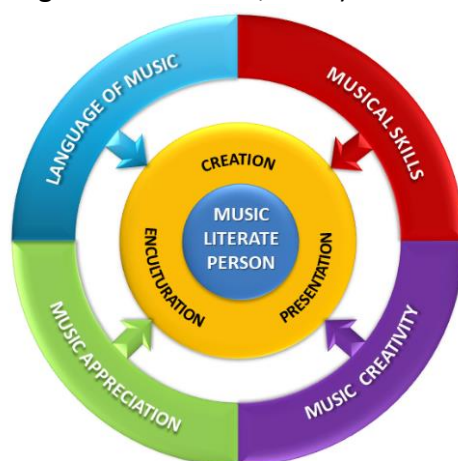 LANGUAGE OF MUSIC
MUSICAL SKILLS
CREATION
MUSIC
LITERATE
PERSON
ENCULTURATION
PRESENTATION
MUSIC APPRECIATION
MUSIC CREATIVITY